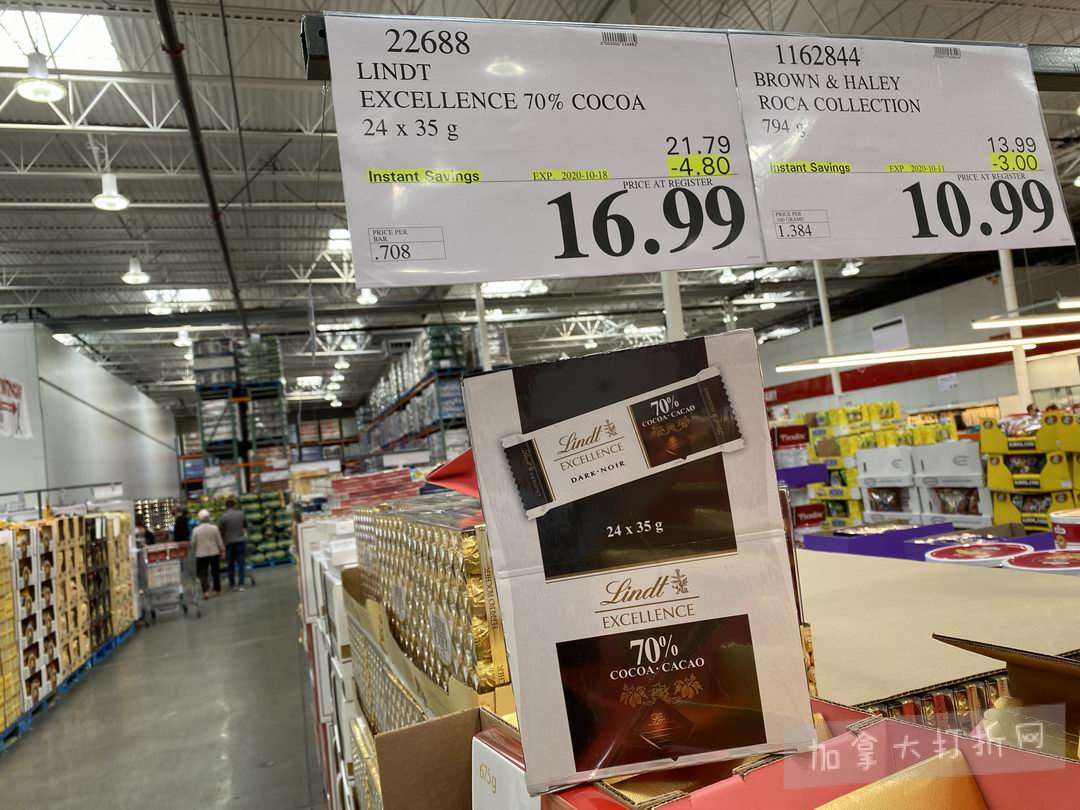 22688
LINDT
EXCELLENCE 70% COCOA
24 x 35 g
21.79
-4.80
Instant Savings
EXP. 2020-10-18
PRICE AT REGISTER
16.99
PRICE PER
BAR
.708
1162844
BROWN & HALEY
ROCA COLLECTION
794 g
13.99
-3.00
Instant Savings
EXP. 2020-10-11
PRICE AT REGISTER
10.99
PRICE PER
100 GRAMS
1.384
70%
COCOA · CACAO
Lindt
EXCELLENCE
DARK · NOIR
24 x 35 g
Lindt
EXCELLENCE
70%
COCOA · CACAO
675g
加拿大打折网